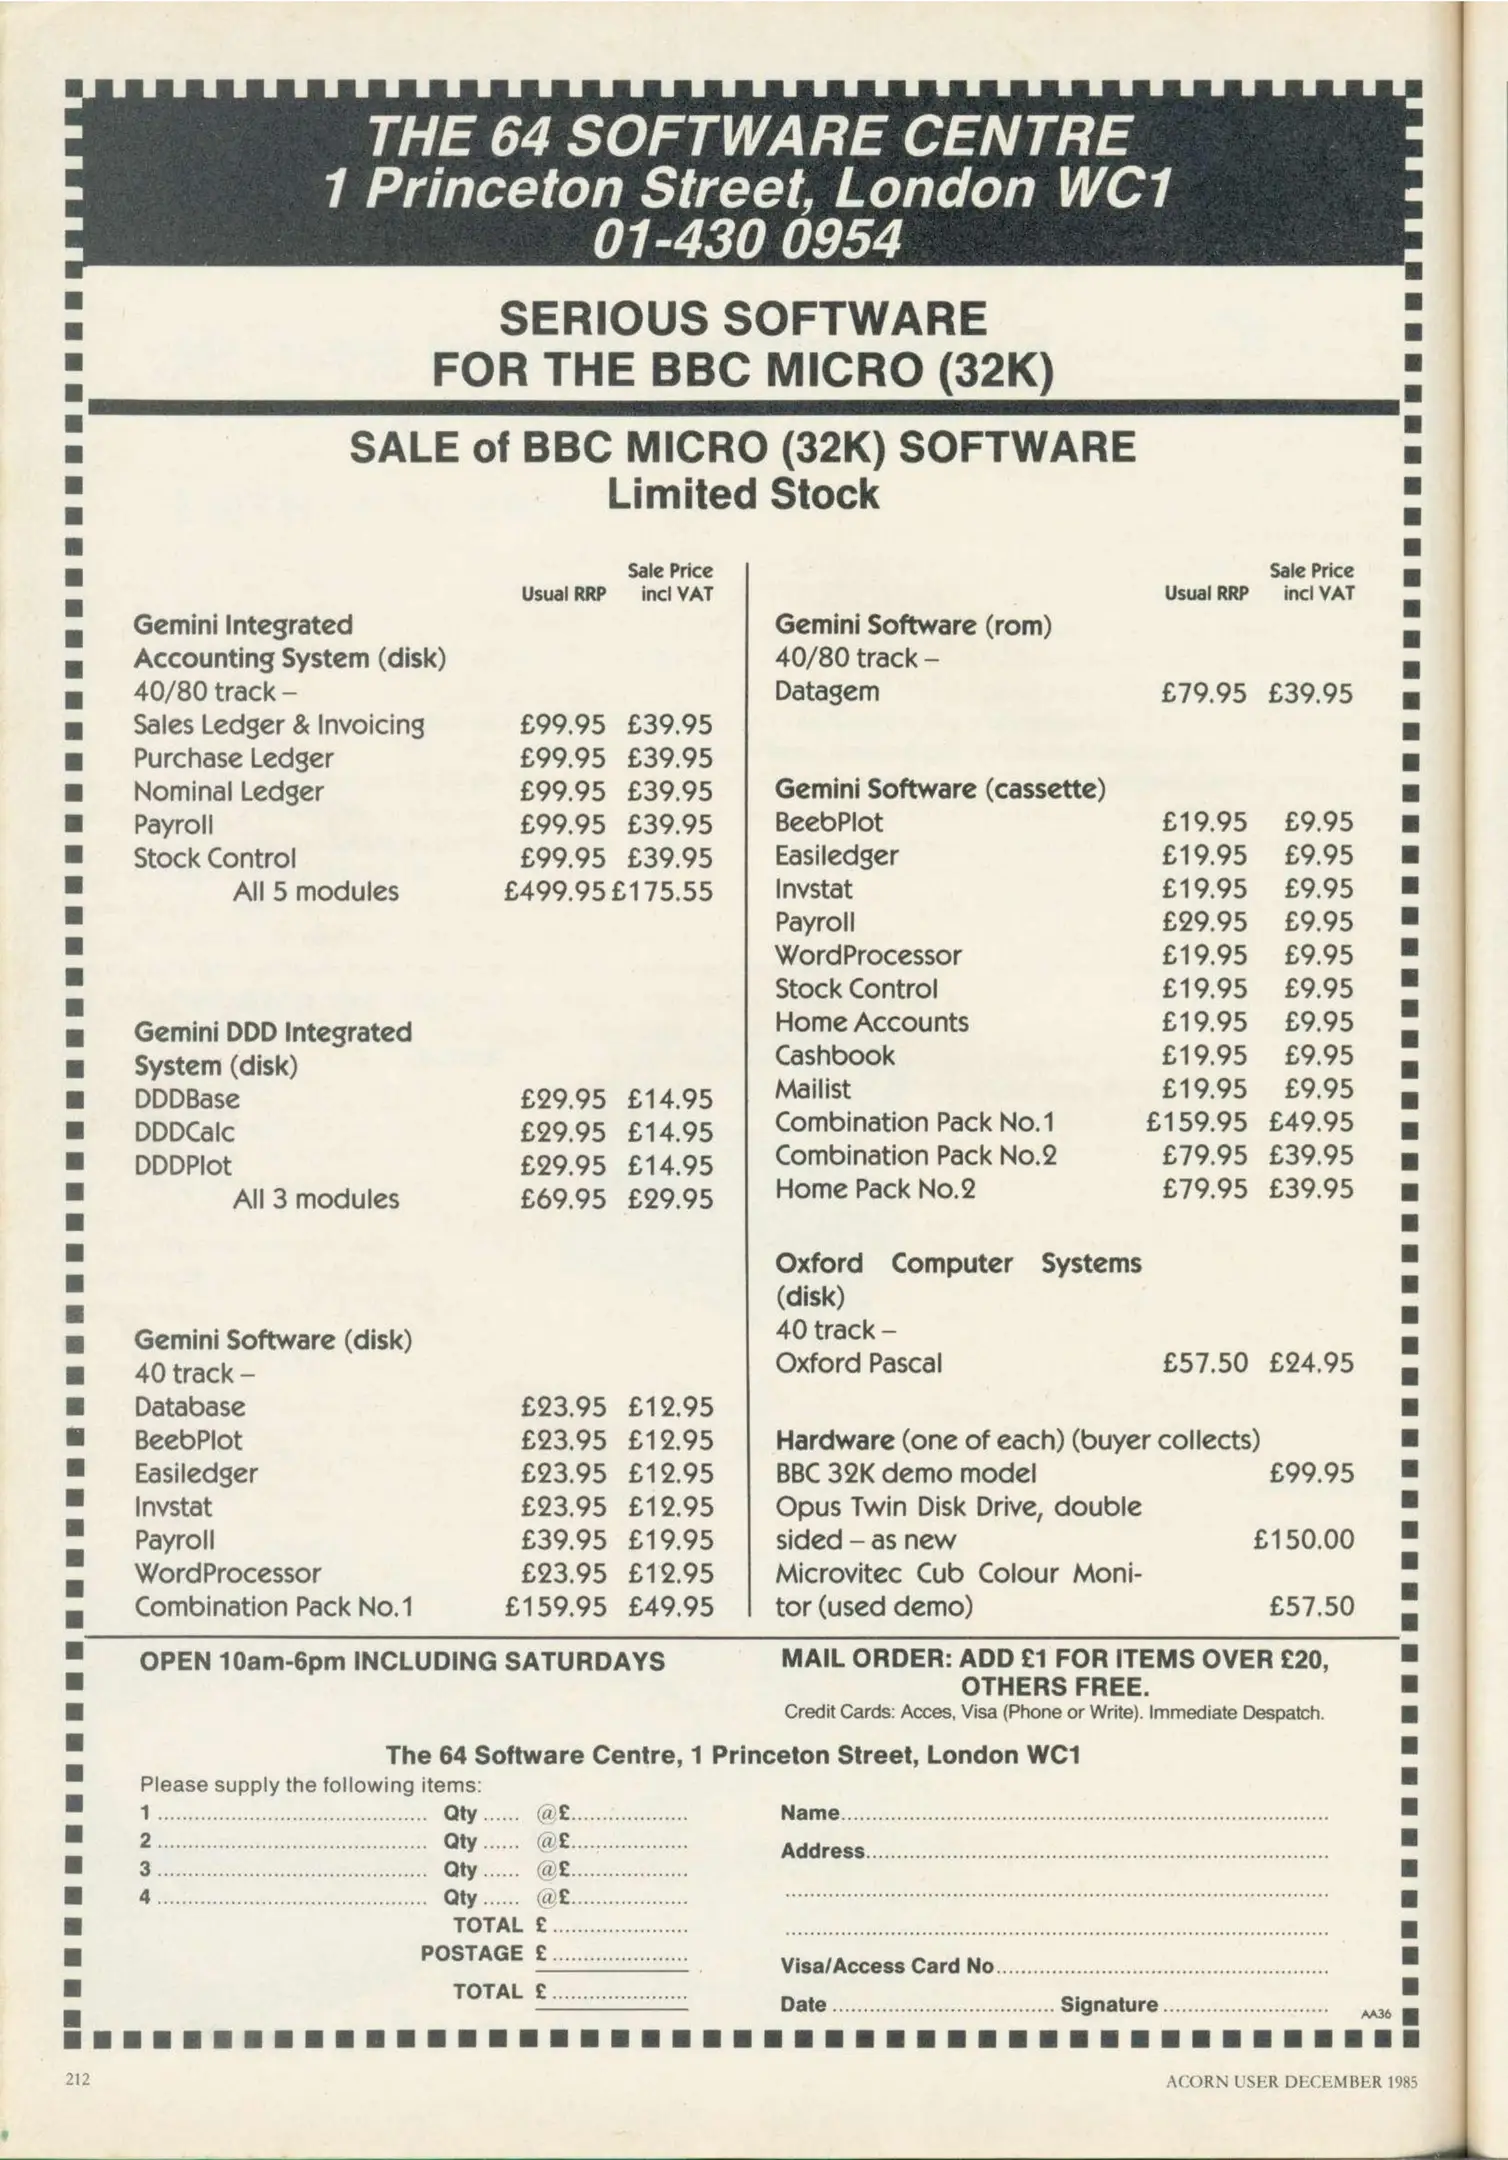 THE 64 SOFTWARE CENTRE
1 Princeton Street, London WC1
01-430 0954
SERIOUS SOFTWARE
FOR THE BBC MICRO (32K)
SALE of BBC MICRO (32K) SOFTWARE
Limited Stock
Sale Price
Usual RRP incl VAT
Gemini Integrated
Accounting System (disk)
40/80 track –
Sales Ledger & Invoicing £99.95 £39.95
Purchase Ledger £99.95 £39.95
Nominal Ledger £99.95 £39.95
Payroll £99.95 £39.95
Stock Control £99.95 £39.95
All 5 modules £499.95 £175.55
Gemini DDD Integrated
System (disk)
DDDBase £29.95 £14.95
DDDCalc £29.95 £14.95
DDDPlot £29.95 £14.95
All 3 modules £69.95 £29.95
Gemini Software (disk)
40 track –
Database £23.95 £12.95
BeebPlot £23.95 £12.95
Easiledger £23.95 £12.95
Invstat £23.95 £12.95
Payroll £39.95 £19.95
WordProcessor £23.95 £12.95
Combination Pack No.1 £159.95 £49.95
Sale Price
Usual RRP incl VAT
Gemini Software (rom)
40/80 track –
Datagem £79.95 £39.95
Gemini Software (cassette)
BeebPlot £19.95 £9.95
Easiledger £19.95 £9.95
Invstat £19.95 £9.95
Payroll £29.95 £9.95
WordProcessor £19.95 £9.95
Stock Control £19.95 £9.95
Home Accounts £19.95 £9.95
Cashbook £19.95 £9.95
Mailist £19.95 £9.95
Combination Pack No.1 £159.95 £49.95
Combination Pack No.2 £79.95 £39.95
Home Pack No.2 £79.95 £39.95
Oxford Computer Systems
(disk)
40 track –
Oxford Pascal £57.50 £24.95
Hardware (one of each) (buyer collects)
BBC 32K demo model £99.95
Opus Twin Disk Drive, double
sided – as new £150.00
Microvitec Cub Colour Moni-
tor (used demo) £57.50
OPEN 10am-6pm INCLUDING SATURDAYS
MAIL ORDER: ADD £1 FOR ITEMS OVER £20,
OTHERS FREE.
Credit Cards: Acces, Visa (Phone or Write). Immediate Despatch.
The 64 Software Centre, 1 Princeton Street, London WC1
Please supply the following items:
1 ............ Qty ...... @£............
2 ............ Qty ...... @£............
3 ............ Qty ...... @£............
4 ............ Qty ...... @£............
TOTAL £ ............
POSTAGE £ ............
TOTAL £ ............
Name............
Address............
Visa/Access Card No............
Date ............ Signature ............
AA36
212
ACORN USER DECEMBER 1985